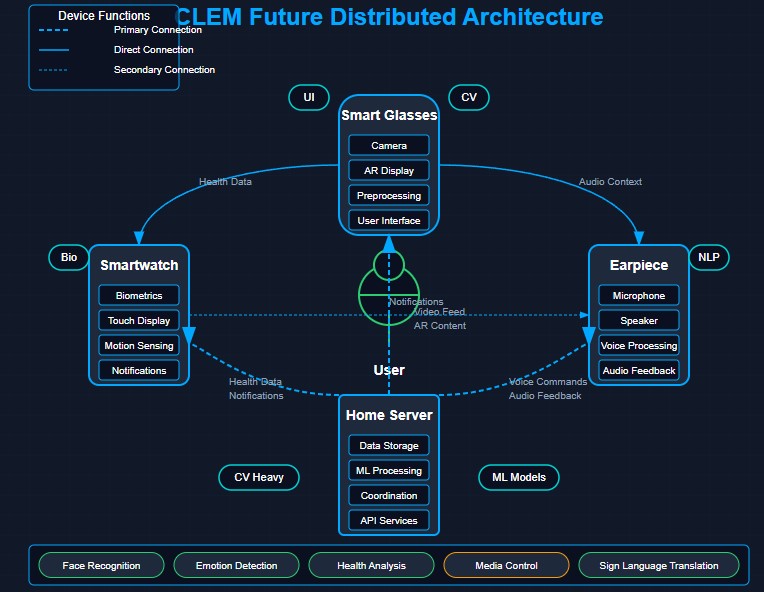 Device Functions
CLEM Future Distributed Architecture
Primary Connection
Direct Connection
Secondary Connection
UI
CV
Smart Glasses
Camera
AR Display
Preprocessing
User Interface
Health Data
Audio Context
Bio
Smartwatch
Biometrics
Touch Display
Motion Sensing
Notifications
Earpiece
NLP
Microphone
Speaker
Voice Processing
Audio Feedback
Notifications
Video Feed
AR Content
User
Health Data
Notifications
Voice Commands
Audio Feedback
Home Server
Data Storage
ML Processing
Coordination
API Services
CV Heavy
ML Models
Face Recognition
Emotion Detection
Health Analysis
Media Control
Sign Language Translation